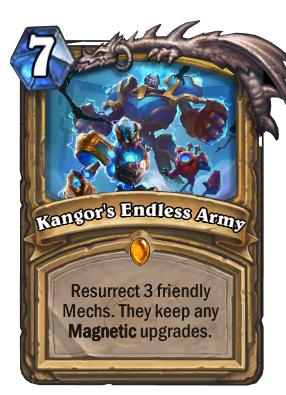 7
Kangor's Endless Army
Resurrect 3 friendly
Mechs. They keep any
Magnetic upgrades.